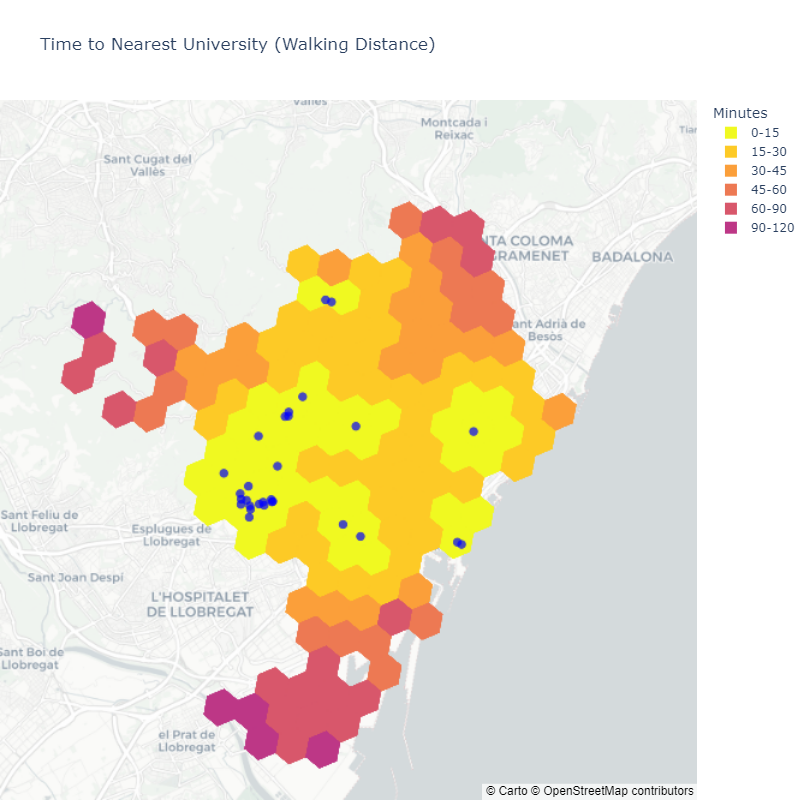 Time to Nearest University (Walking Distance)
Minutes
0-15
15-30
30-45
45-60
60-90
90-120
Vallès
Montcada i
Reixac
Sant Cugat del
Vallès
TA COLOMA
GRAMENET
BADALONA
ant Adrià de
Besòs
Sant Feliu de
Llobregat
Esplugues de
Llobregat
Sant Joan Despí
L'HOSPITALET
DE LLOBREGAT
Sant Boi de
Llobregat
el Prat de
Llobregat
© Carto © OpenStreetMap contributors